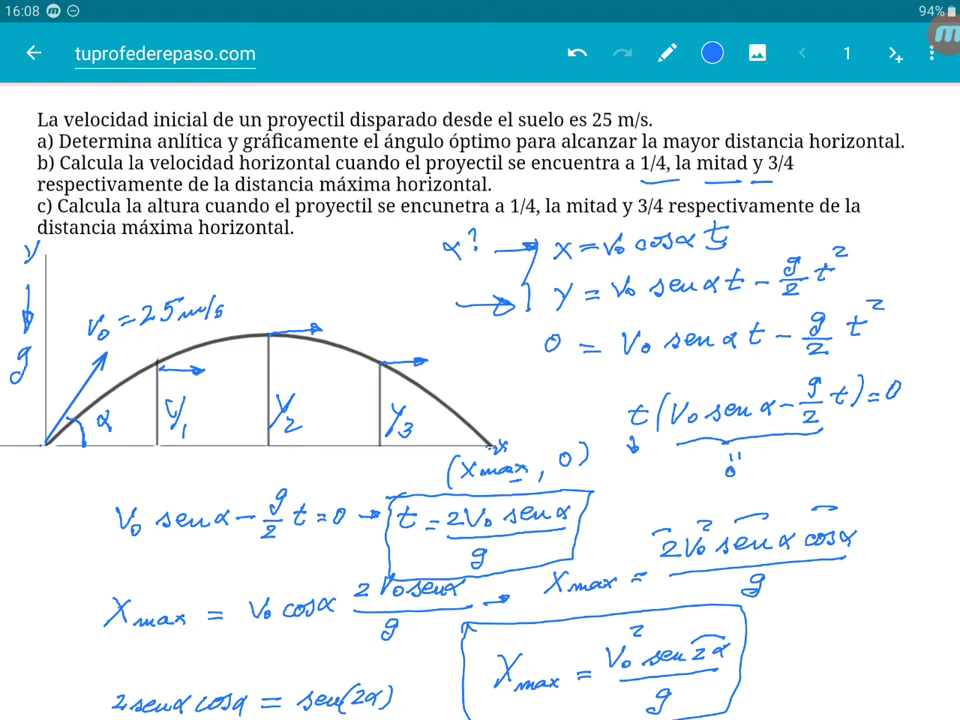 16:08
94%
tuprofederepaso.com
1
La velocidad inicial de un proyectil disparado desde el suelo es 25 m/s.
a) Determina anlítica y gráficamente el ángulo óptimo para alcanzar la mayor distancia horizontal.
b) Calcula la velocidad horizontal cuando el proyectil se encuentra a 1/4, la mitad y 3/4
respectivamente de la distancia máxima horizontal.
c) Calcula la altura cuando el proyectil se encunetra a 1/4, la mitad y 3/4 respectivamente de la
distancia máxima horizontal.
α? → x = v₀ cosα t
y
y = v₀ senα t − g/2 t²
v₀ = 25 m/s
g
0 = v₀ senα t − g/2 t²
α
y₁ y₂ y₃
t (v₀ senα − g/2 t) = 0
x
0
(xmax, 0)
v₀ senα − g/2 t = 0 → t = 2v₀ senα / g
xmax = v₀ cosα 2 v₀ senα / g → xmax = 2v₀² senα cosα / g
xmax = v₀² sen2α / g
2senα cosα = sen(2α)